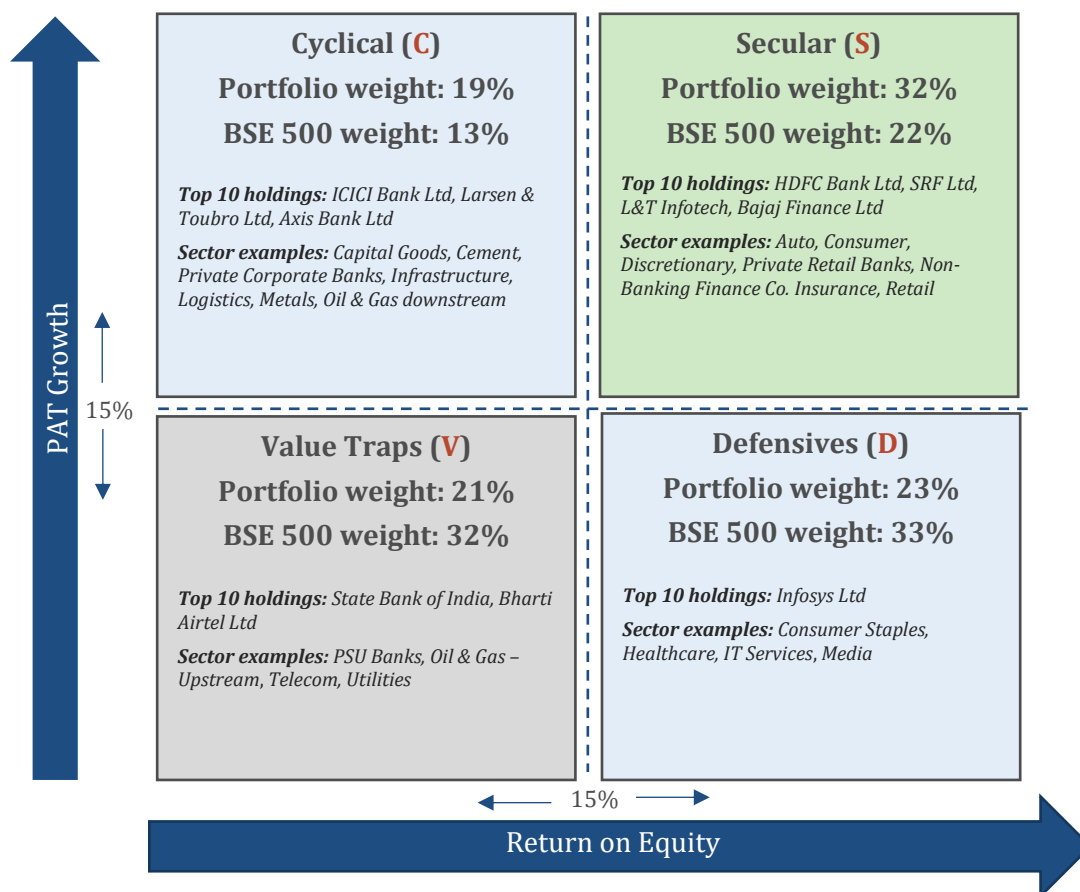 Cyclical (C)
Portfolio weight: 19%
BSE 500 weight: 13%
Top 10 holdings: ICICI Bank Ltd, Larsen &
Toubro Ltd, Axis Bank Ltd
Sector examples: Capital Goods, Cement,
Private Corporate Banks, Infrastructure,
Logistics, Metals, Oil & Gas downstream
Secular (S)
Portfolio weight: 32%
BSE 500 weight: 22%
Top 10 holdings: HDFC Bank Ltd, SRF Ltd,
L&T Infotech, Bajaj Finance Ltd
Sector examples: Auto, Consumer,
Discretionary, Private Retail Banks, Non-
Banking Finance Co. Insurance, Retail
PAT Growth
15%
Value Traps (V)
Portfolio weight: 21%
BSE 500 weight: 32%
Top 10 holdings: State Bank of India, Bharti
Airtel Ltd
Sector examples: PSU Banks, Oil & Gas –
Upstream, Telecom, Utilities
Defensives (D)
Portfolio weight: 23%
BSE 500 weight: 33%
Top 10 holdings: Infosys Ltd
Sector examples: Consumer Staples,
Healthcare, IT Services, Media
15%
Return on Equity